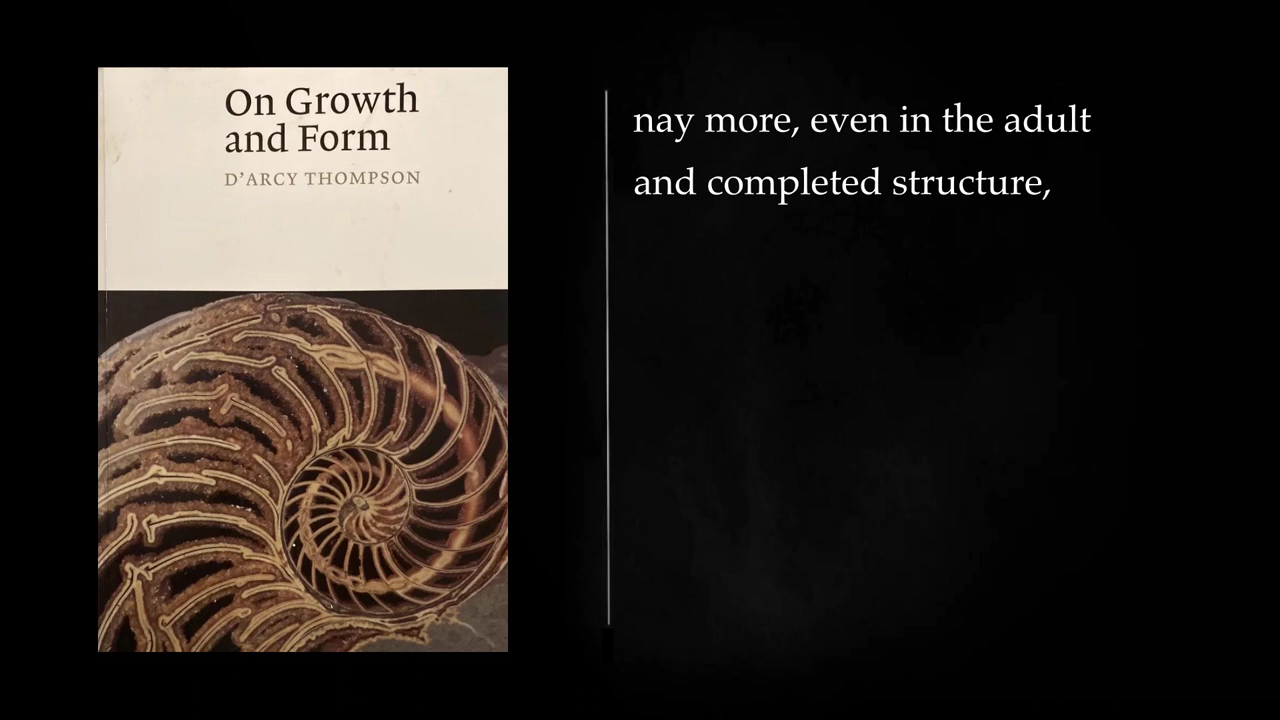 On Growth
and Form
D'ARCY THOMPSON
nay more, even in the adult
and completed structure,